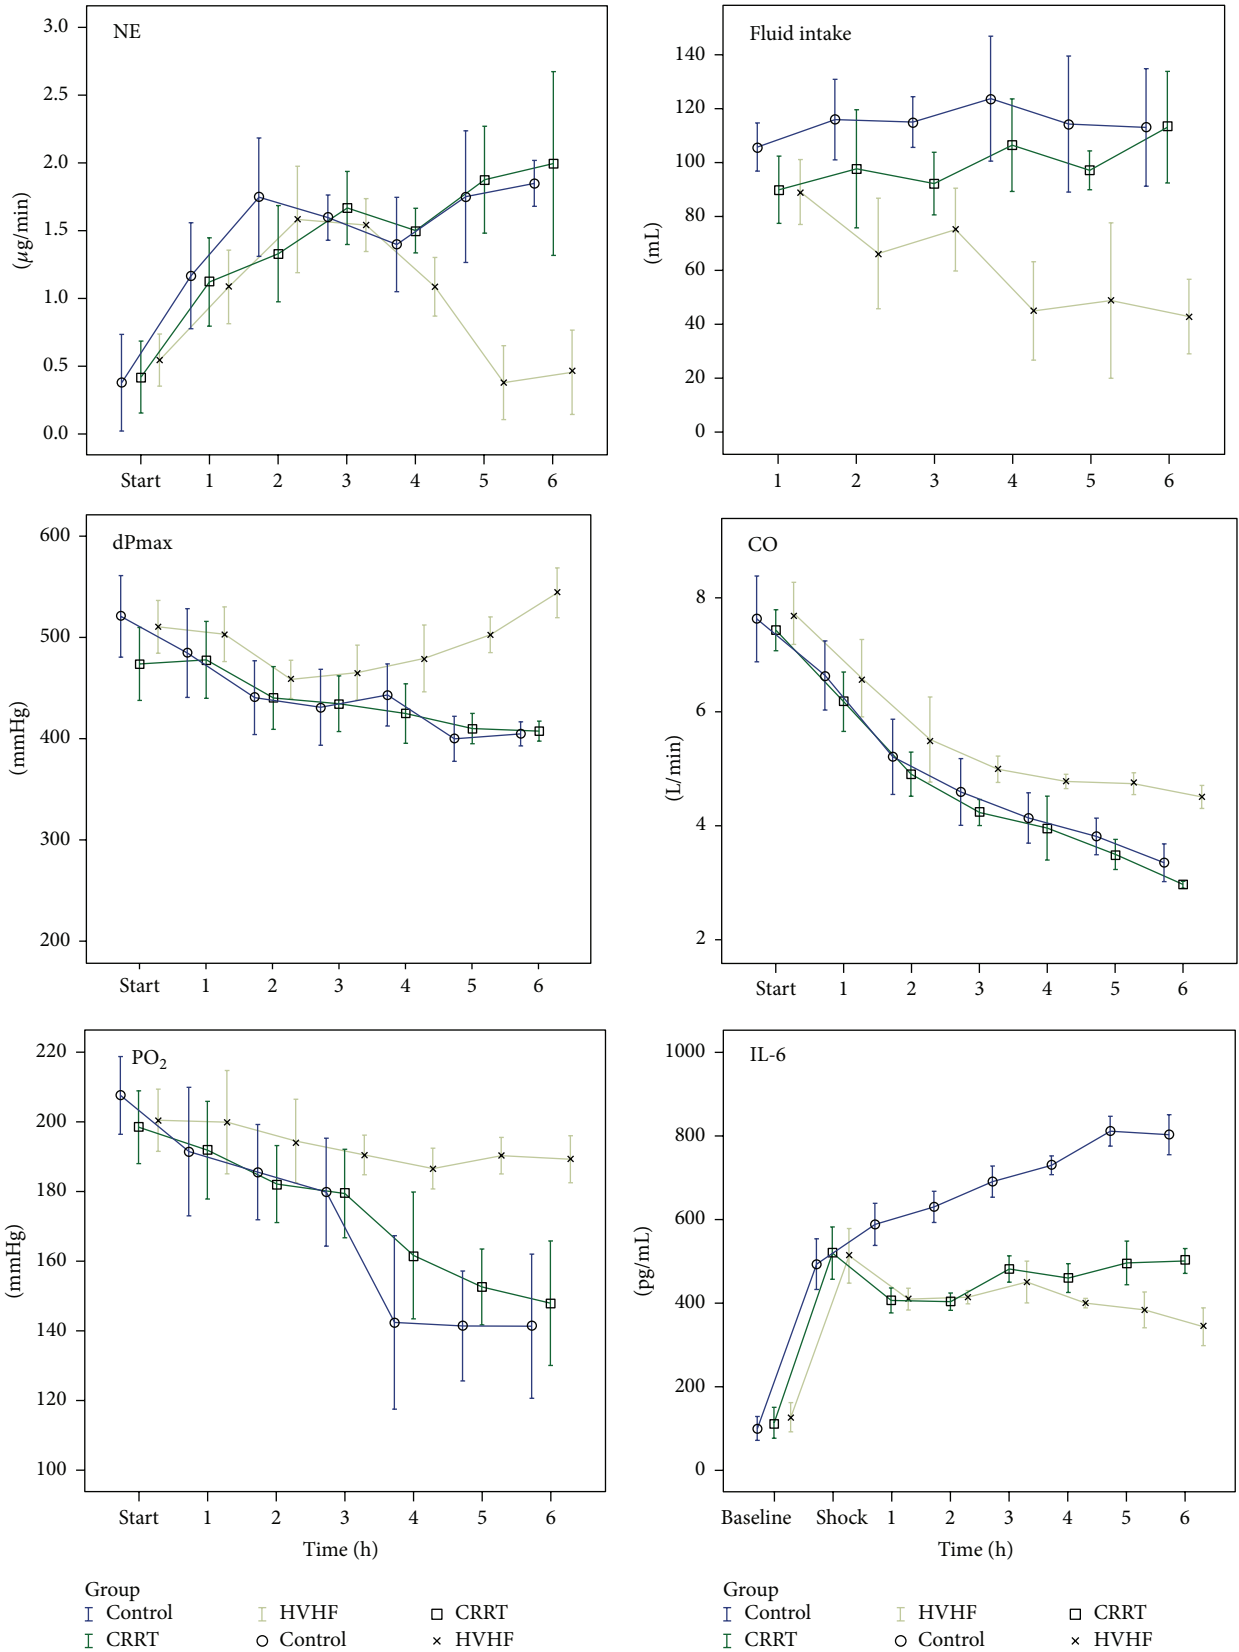 NE
3.0
2.5
2.0
1.5
1.0
0.5
0.0
(μg/min)
Start 1 2 3 4 5 6
Fluid intake
140
120
100
80
60
40
20
0
(mL)
1 2 3 4 5 6
dPmax
600
500
400
300
200
(mmHg)
Start 1 2 3 4 5 6
CO
8
6
4
2
(L/min)
Start 1 2 3 4 5 6
PO₂
220
200
180
160
140
120
100
(mmHg)
Start 1 2 3 4 5 6
Time (h)
IL-6
1000
800
600
400
200
0
(pg/mL)
Baseline Shock 1 2 3 4 5 6
Time (h)
Group
Control HVHF CRRT
CRRT Control HVHF
Group
Control HVHF CRRT
CRRT Control HVHF